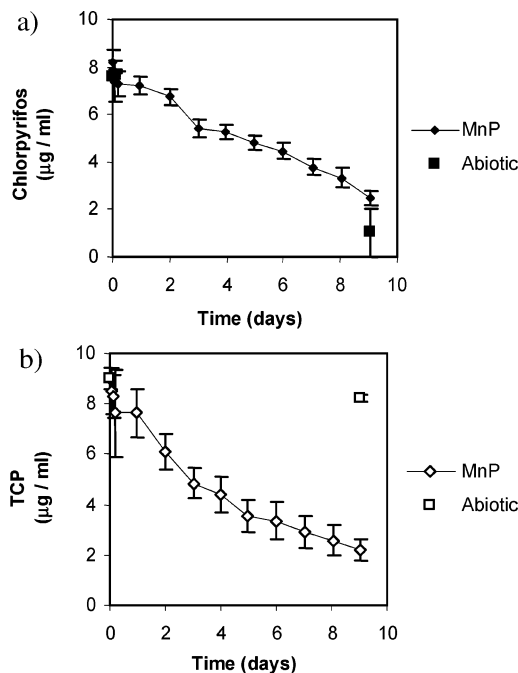 a)
10
8
6
4
2
0
Chlorpyrifos
(μg / ml)
0 2 4 6 8 10
Time (days)
MnP
Abiotic
b)
10
8
6
4
2
0
TCP
(μg / ml)
0 2 4 6 8 10
Time (days)
MnP
Abiotic